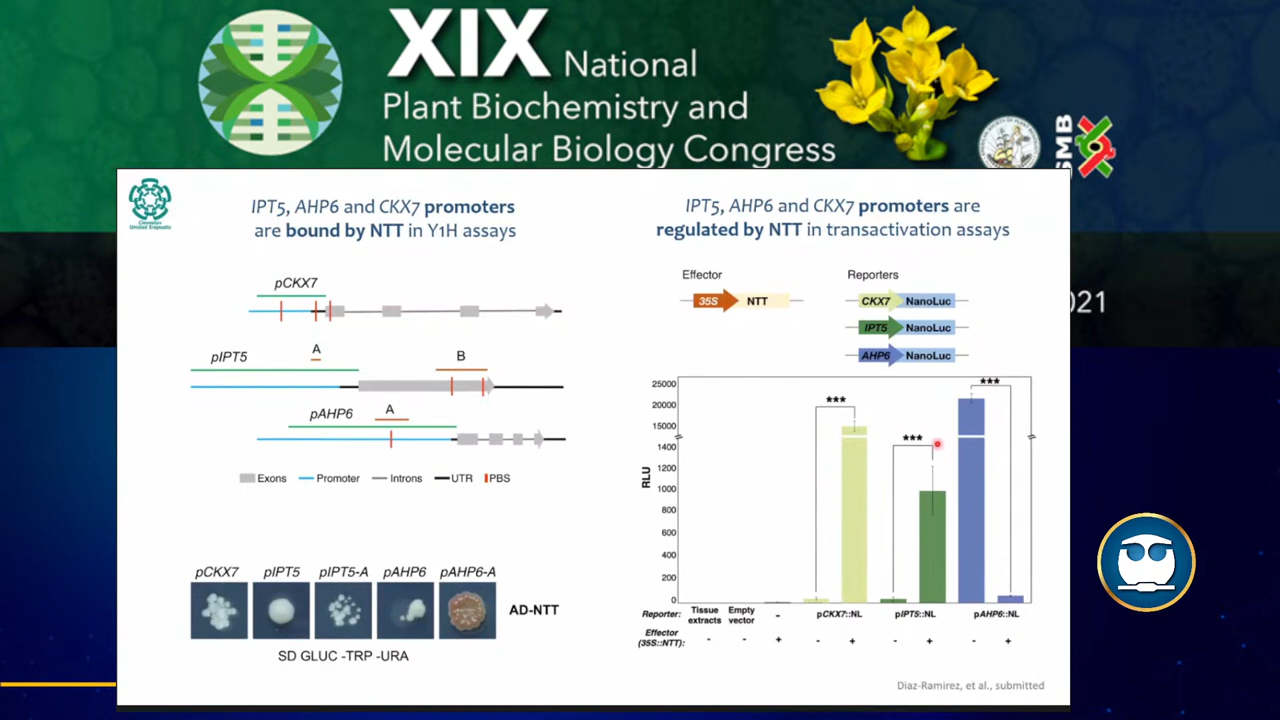 XIX National
Plant Biochemistry and
Molecular Biology Congress
SMB
021
Cinvestav
Unidad Irapuato
IPT5, AHP6 and CKX7 promoters
are bound by NTT in Y1H assays
pCKX7
pIPT5
A
B
pAHP6
A
Exons
Promoter
Introns
UTR
PBS
pCKX7
pIPT5
pIPT5-A
pAHP6
pAHP6-A
AD-NTT
SD GLUC -TRP -URA
IPT5, AHP6 and CKX7 promoters are
regulated by NTT in transactivation assays
Effector
Reporters
35S NTT
CKX7 NanoLuc
IPT5 NanoLuc
AHP6 NanoLuc
RLU
25000
20000
15000
1400
1200
1000
800
600
400
200
0
***
***
***
Reporter: Tissue extracts Empty vector - pCKX7::NL pIPT5::NL pAHP6::NL
Effector (35S::NTT): - - + - + - + - +
Diaz-Ramirez, et al., submitted